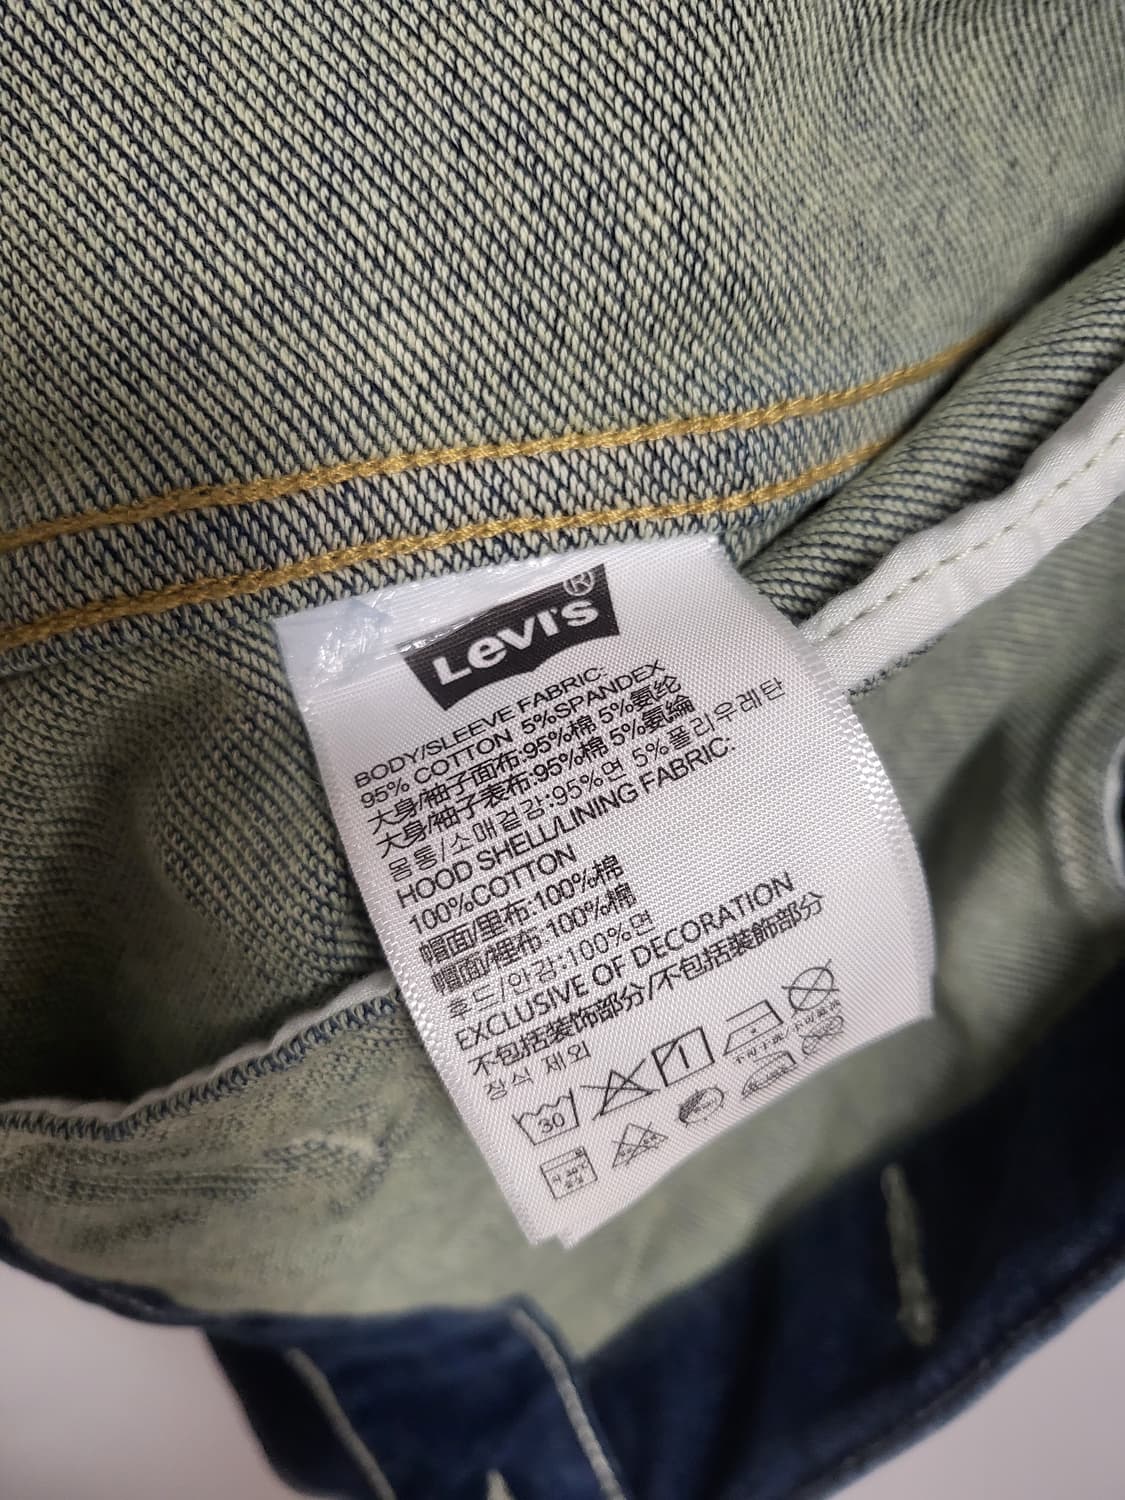 Levi's®
BODY/SLEEVE FABRIC:
95% COTTON 5%SPANDEX
大身/袖子面布:95%棉 5%氨纶
大身/袖子表布:95%棉 5%氨綸
몸통/소매겉감:95%면 5%폴리우레탄
HOOD SHELL/LINING FABRIC:
100%COTTON
帽面/里布:100%棉
帽面/裡布:100%棉
후드/안감:100%면
EXCLUSIVE OF DECORATION
不包括装饰部分/不包括裝飾部分
장식 제외
30